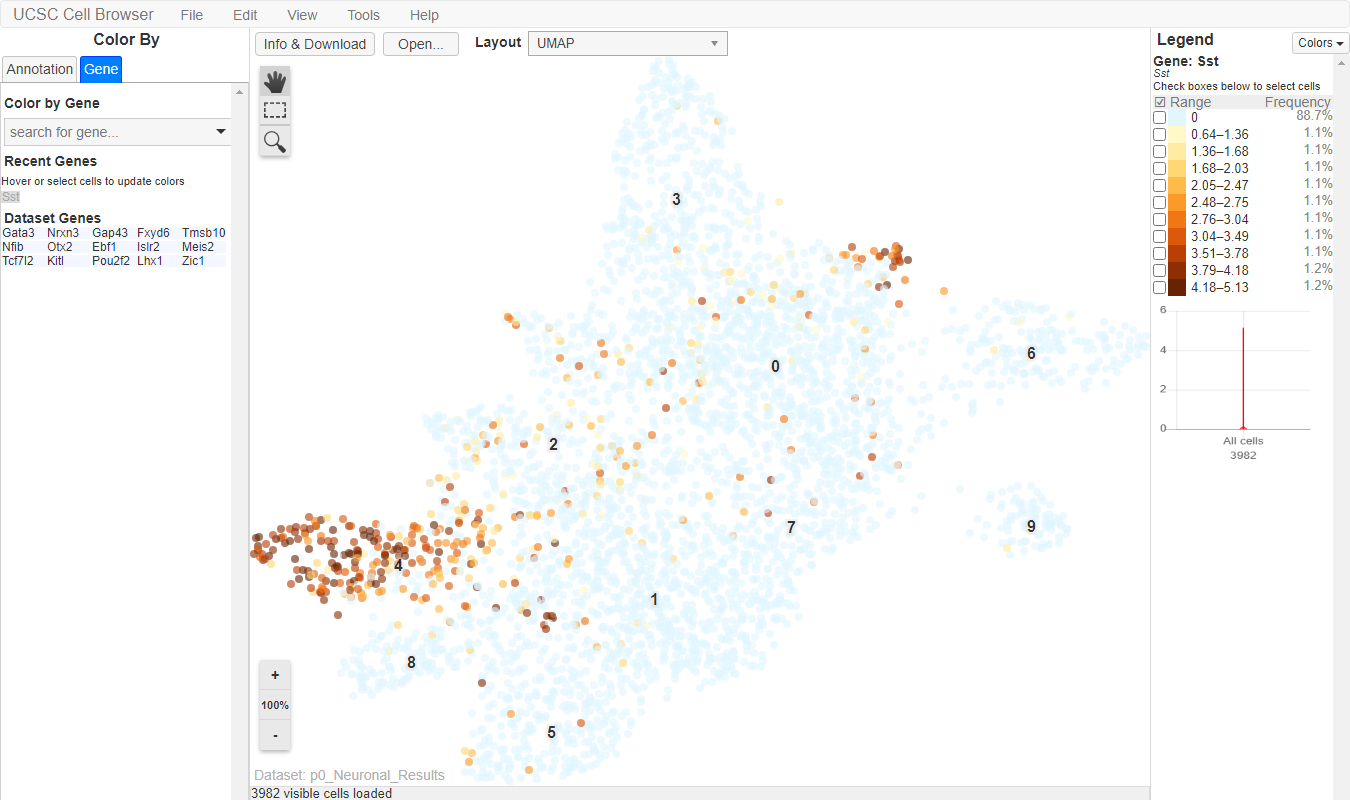 UCSC Cell Browser File Edit View Tools Help
Color By
Annotation Gene
Color by Gene
search for gene...
Recent Genes
Hover or select cells to update colors
Sst
Dataset Genes
Gata3 Nrxn3 Gap43 Fxyd6 Tmsb10
Nfib Otx2 Ebf1 Islr2 Meis2
Tcf7l2 Kitl Pou2f2 Lhx1 Zic1
Info & Download Open... Layout UMAP
3
0
6
2
7
9
4
1
8
5
+
100%
-
Dataset: p0_Neuronal_Results
3982 visible cells loaded
Legend Colors
Gene: Sst
Sst
Check boxes below to select cells
Range Frequency
0 88.7%
0.64–1.36 1.1%
1.36–1.68 1.1%
1.68–2.03 1.1%
2.05–2.47 1.1%
2.48–2.75 1.1%
2.76–3.04 1.1%
3.04–3.49 1.1%
3.51–3.78 1.1%
3.79–4.18 1.2%
4.18–5.13 1.2%
6
4
2
0
All cells
3982